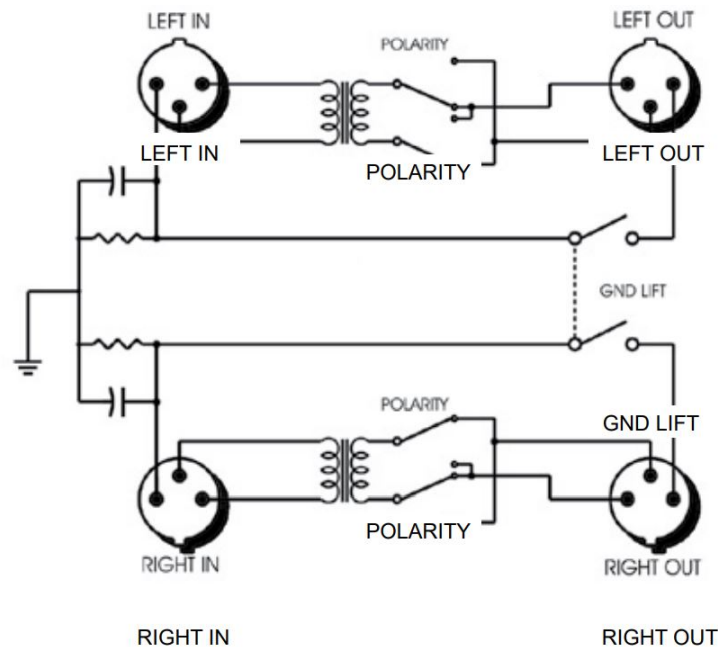 LEFT IN
LEFT OUT
POLARITY
LEFT IN
LEFT OUT
POLARITY
GND LIFT
POLARITY
GND LIFT
POLARITY
RIGHT IN
RIGHT OUT
RIGHT IN
RIGHT OUT